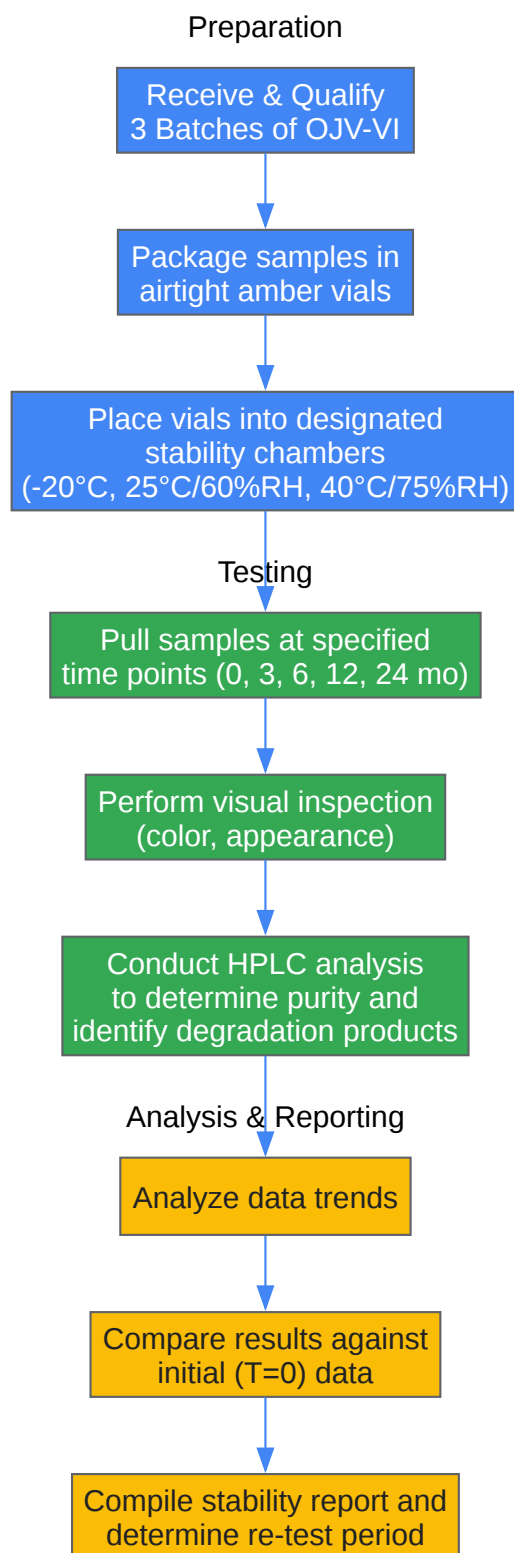 Preparation
Receive & Qualify
3 Batches of OJV-VI
Package samples in
airtight amber vials
Place vials into designated
stability chambers
(-20°C, 25°C/60%RH, 40°C/75%RH)
Testing
Pull samples at specified
time points (0, 3, 6, 12, 24 mo)
Perform visual inspection
(color, appearance)
Conduct HPLC analysis
to determine purity and
identify degradation products
Analysis & Reporting
Analyze data trends
Compare results against
initial (T=0) data
Compile stability report and
determine re-test period